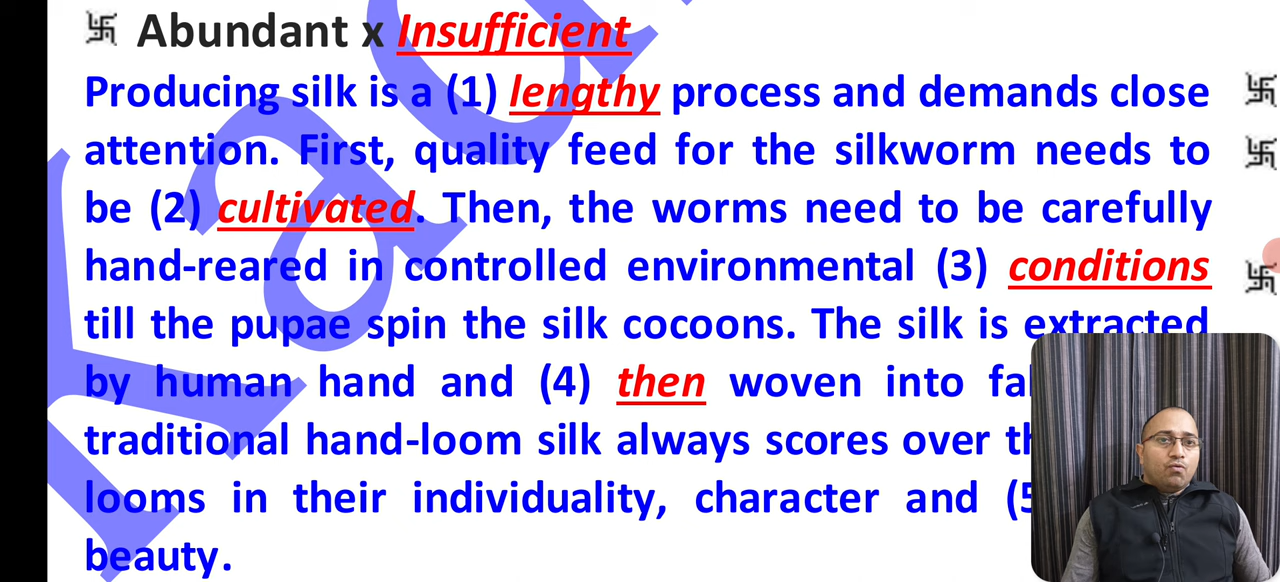 卐 Abundant x Insufficient
Producing silk is a (1) lengthy process and demands close
attention. First, quality feed for the silkworm needs to
be (2) cultivated. Then, the worms need to be carefully
hand-reared in controlled environmental (3) conditions
till the pupae spin the silk cocoons. The silk is extracted
by human hand and (4) then woven into
traditional hand-loom silk always scores over
looms in their individuality, character and
beauty.